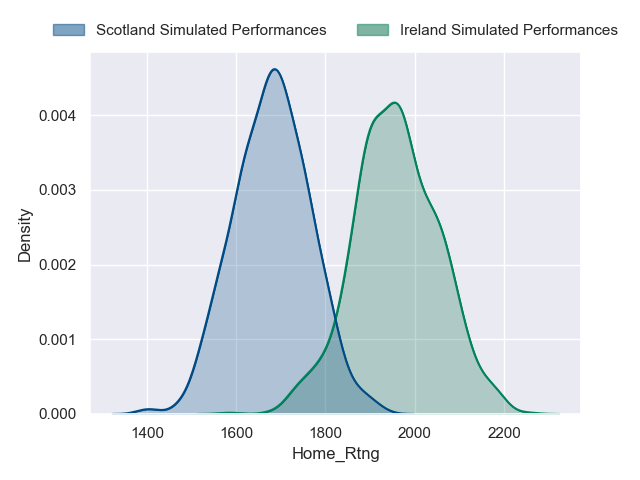 Scotland Simulated Performances Ireland Simulated Performances
0.004
0.003
0.002
0.001
0.000
Density
1400 1600 1800 2000 2200
Home_Rtng